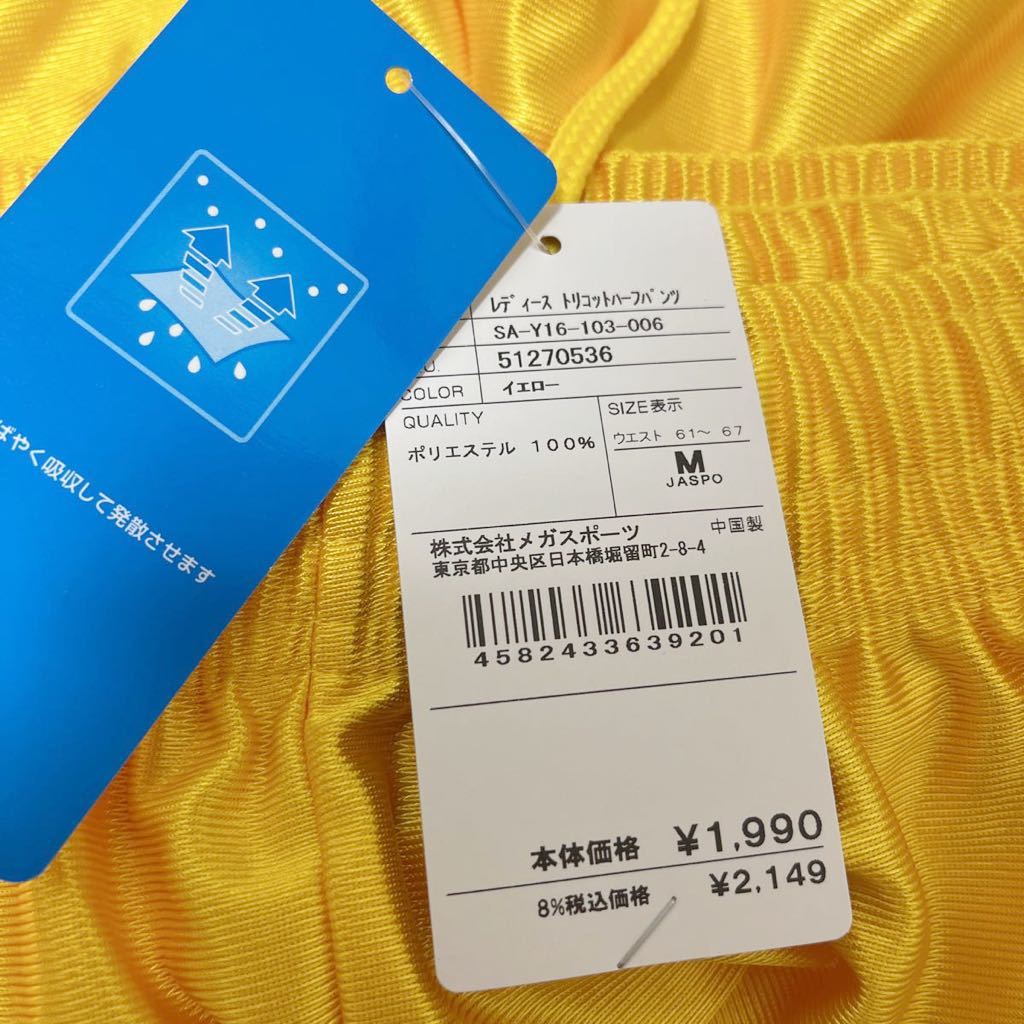 ばやく吸収して発散させます
レディース トリコットハーフパンツ
SA-Y16-103-006
51270536
COLOR イエロー
QUALITY
ポリエステル 100%
SIZE表示
ウエスト 61〜 67
M
JASPO
株式会社メガスポーツ 中国製
東京都中央区日本橋堀留町2-8-4
4582433639201
本体価格 ¥1,990
8%税込価格 ¥2,149